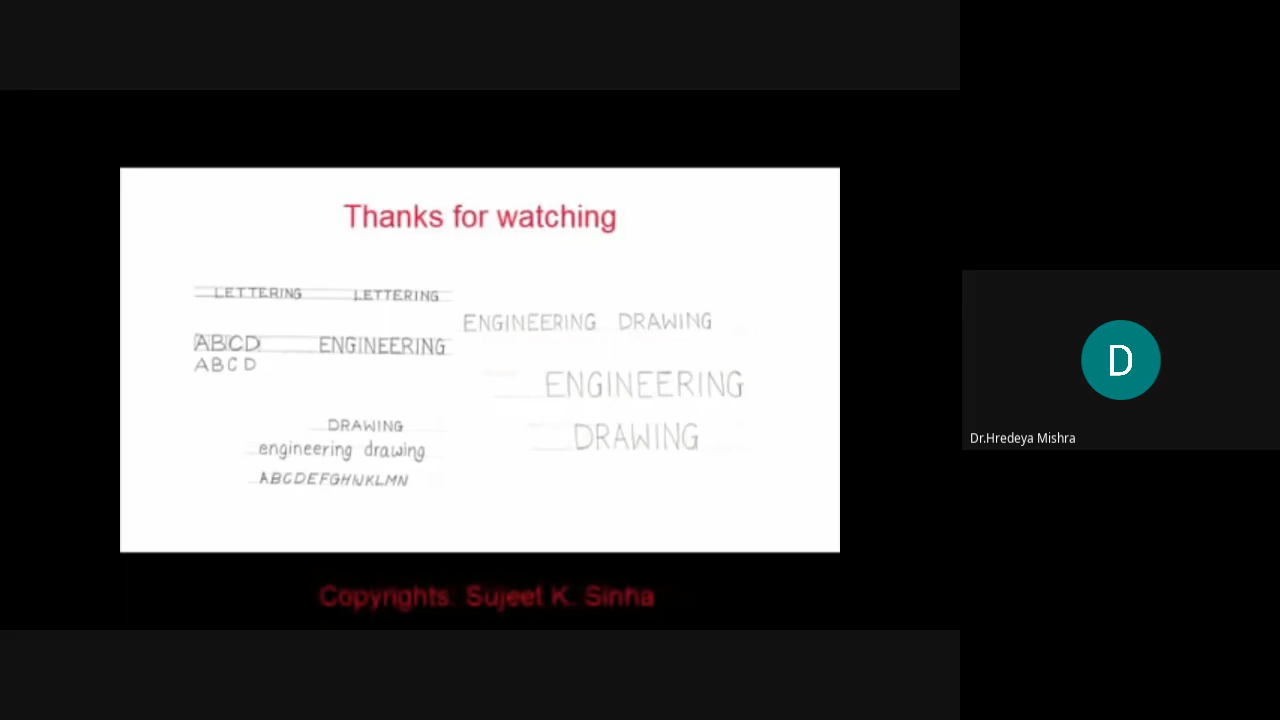 Thanks for watching
LETTERING LETTERING
ENGINEERING DRAWING
ABCD ENGINEERING
ABCD
ENGINEERING
DRAWING
DRAWING
engineering drawing
ABCDEFGHIJKLMN
Copyrights: Sujeet K. Sinha
D
Dr.Hredeya Mishra